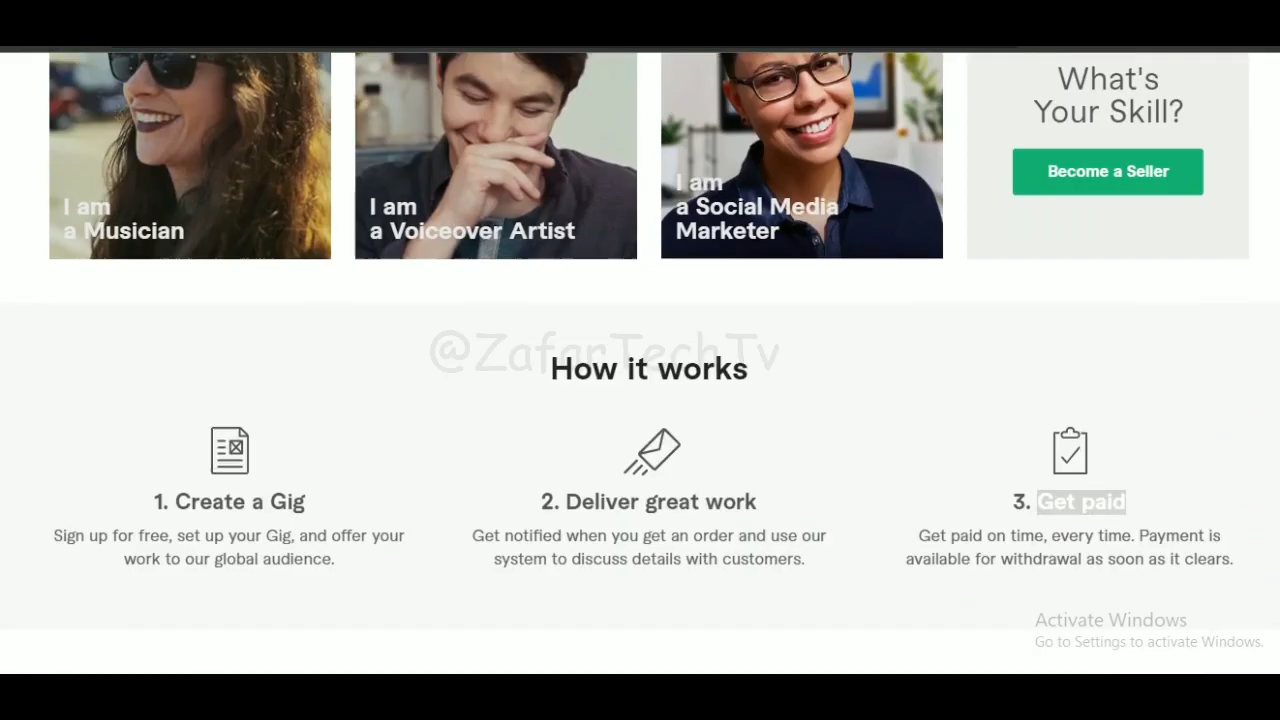 I am
a Musician
I am
a Voiceover Artist
I am
a Social Media
Marketer
What's
Your Skill?
Become a Seller
@ZafarTechTv
How it works
1. Create a Gig
Sign up for free, set up your Gig, and offer your
work to our global audience.
2. Deliver great work
Get notified when you get an order and use our
system to discuss details with customers.
3. Get paid
Get paid on time, every time. Payment is
available for withdrawal as soon as it clears.
Activate Windows
Go to Settings to activate Windows.